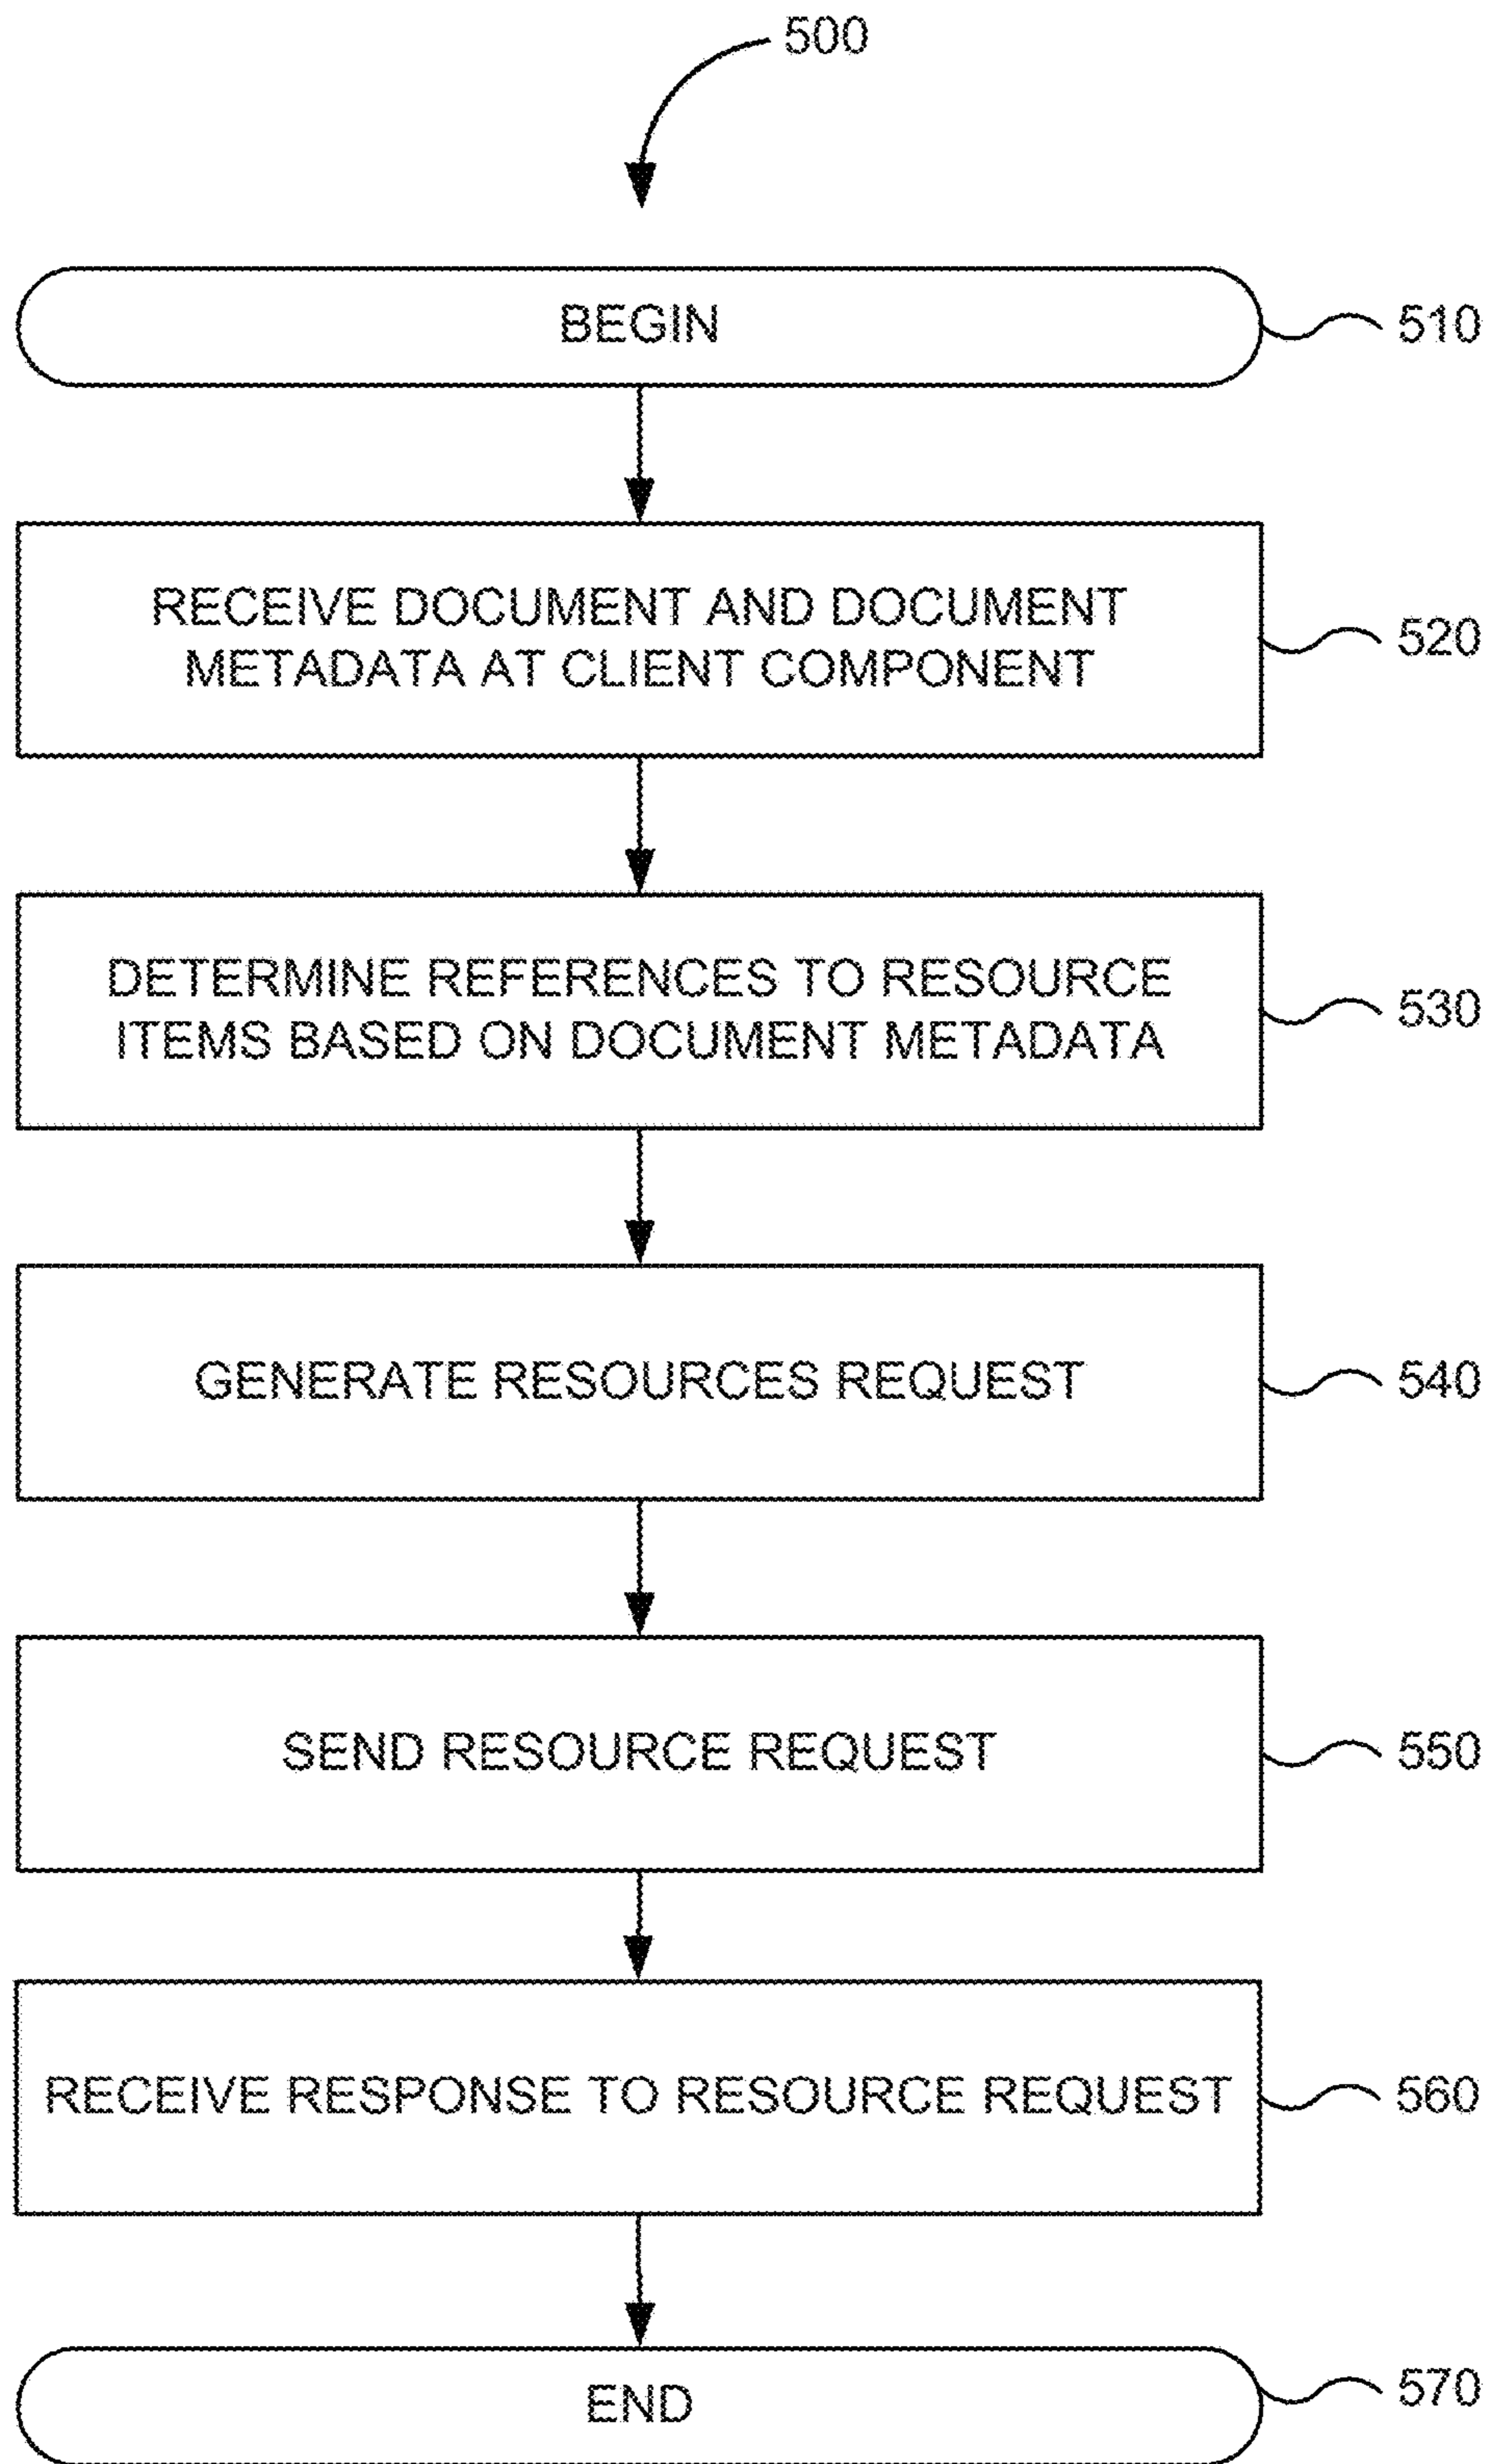 500
BEGIN
510
RECEIVE DOCUMENT AND DOCUMENT
METADATA AT CLIENT COMPONENT
520
DETERMINE REFERENCES TO RESOURCE
ITEMS BASED ON DOCUMENT METADATA
530
GENERATE RESOURCES REQUEST
540
SEND RESOURCE REQUEST
550
RECEIVE RESPONSE TO RESOURCE REQUEST
560
END
570